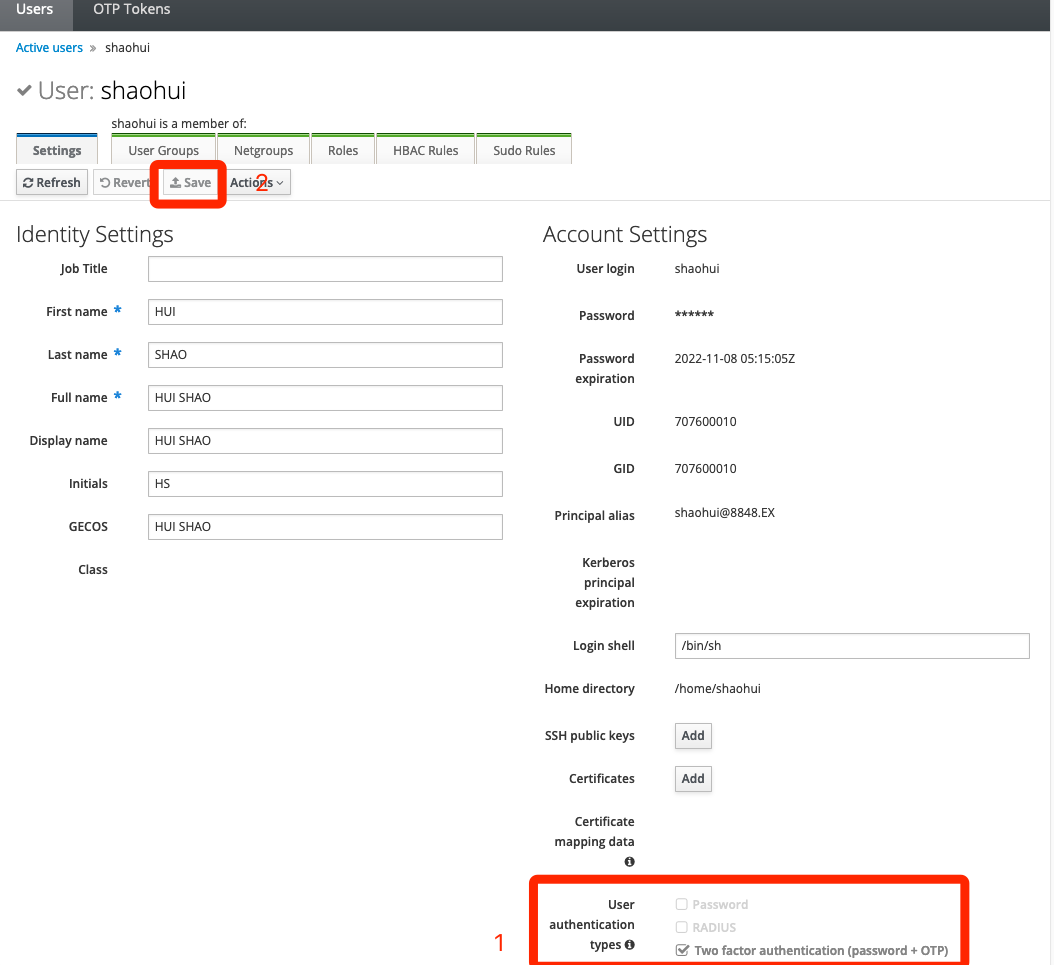 Users OTP Tokens
Active users » shaohui
User: shaohui
shaohui is a member of:
Settings User Groups Netgroups Roles HBAC Rules Sudo Rules
Refresh Revert Save Actions 2
Identity Settings
Job Title
First name * HUI
Last name * SHAO
Full name * HUI SHAO
Display name HUI SHAO
Initials HS
GECOS HUI SHAO
Class
Account Settings
User login shaohui
Password ******
Password expiration 2022-11-08 05:15:05Z
UID 707600010
GID 707600010
Principal alias shaohui@8848.EX
Kerberos
principal
expiration
Login shell /bin/sh
Home directory /home/shaohui
SSH public keys Add
Certificates Add
Certificate
mapping data
1
User
authentication
types
Password
RADIUS
Two factor authentication (password + OTP)